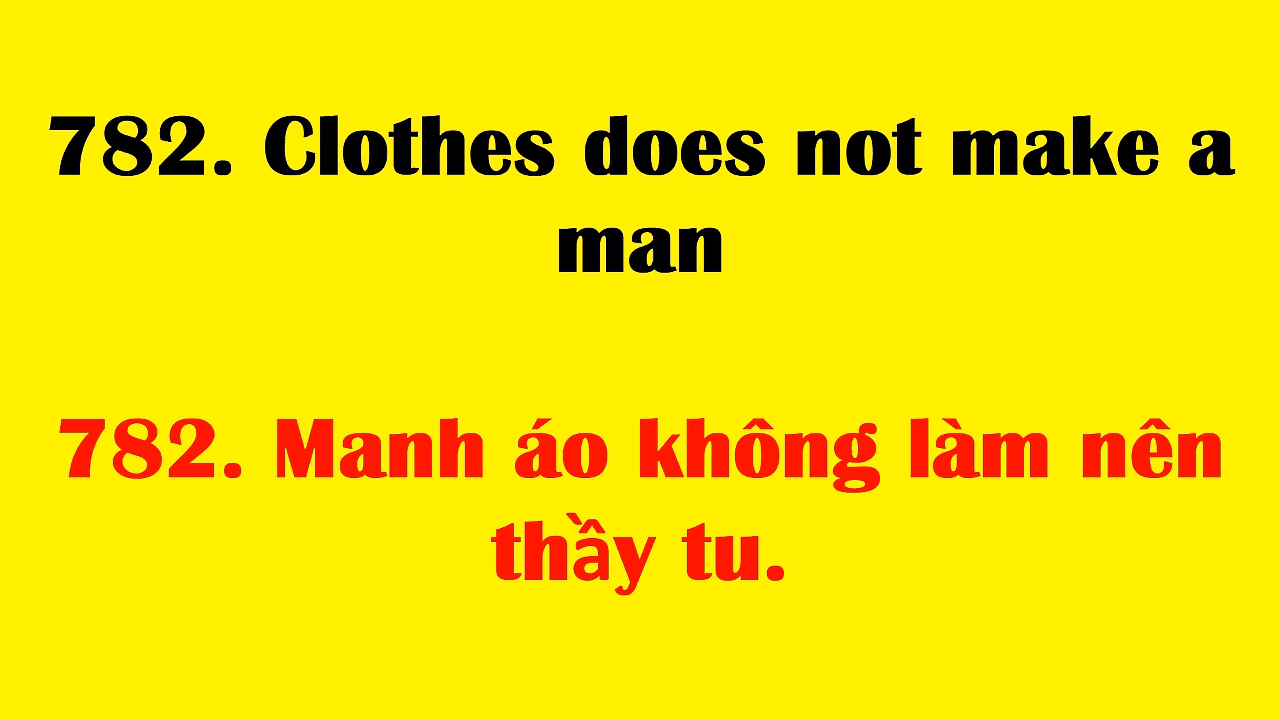 782. Clothes does not make a
man
782. Manh áo không làm nên
thầy tu.